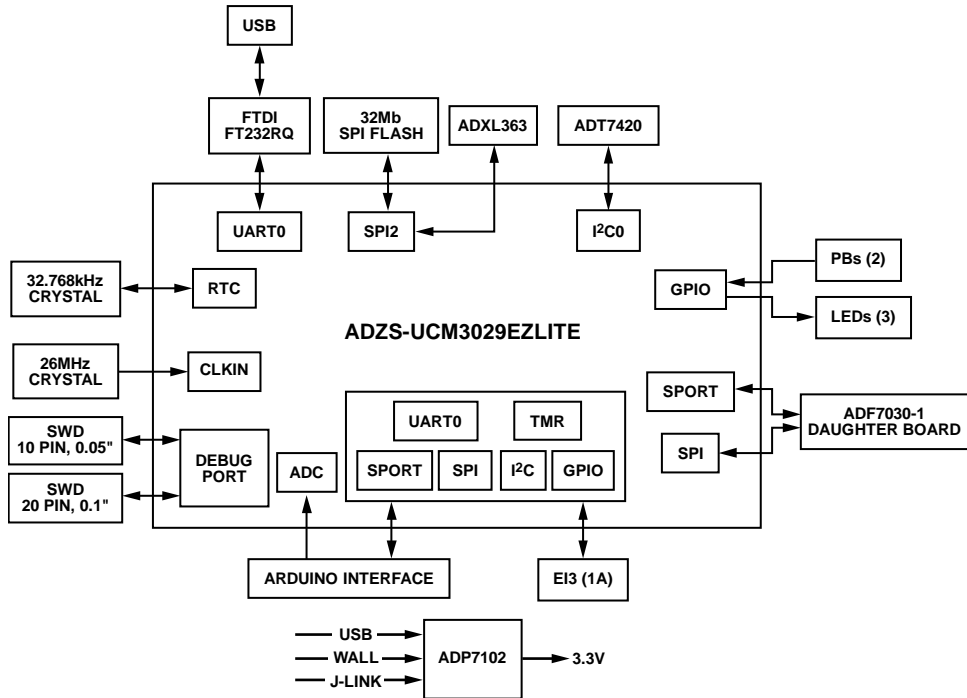 USB
FTDI
FT232RQ
32Mb
SPI FLASH
ADXL363
ADT7420
UART0
SPI2
I²C0
32.768kHz
CRYSTAL
RTC
GPIO
PBs (2)
LEDs (3)
ADZS-UCM3029EZLITE
26MHz
CRYSTAL
CLKIN
SPORT
ADF7030-1
DAUGHTER BOARD
SPI
SWD
10 PIN, 0.05"
SWD
20 PIN, 0.1"
DEBUG
PORT
ADC
UART0
TMR
SPORT
SPI
I²C
GPIO
ARDUINO INTERFACE
EI3 (1A)
USB
WALL
J-LINK
ADP7102
3.3V